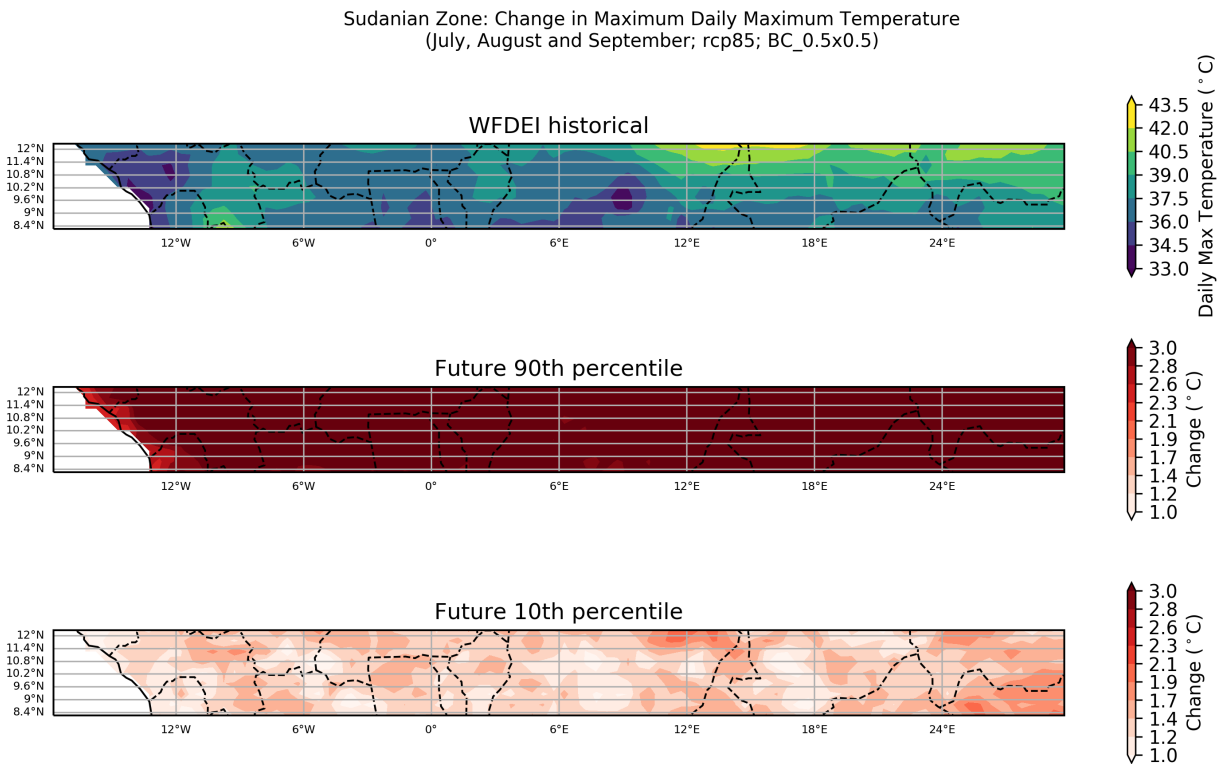 Sudanian Zone: Change in Maximum Daily Maximum Temperature
(July, August and September; rcp85; BC_0.5x0.5)
WFDEI historical
12°N
11.4°N
10.8°N
10.2°N
9.6°N
9°N
8.4°N
12°W
6°W
0°
6°E
12°E
18°E
24°E
43.5
42.0
40.5
39.0
37.5
36.0
34.5
33.0
Daily Max Temperature (°C)
Future 90th percentile
12°N
11.4°N
10.8°N
10.2°N
9.6°N
9°N
8.4°N
12°W
6°W
0°
6°E
12°E
18°E
24°E
3.0
2.8
2.6
2.3
2.1
1.9
1.7
1.4
1.2
1.0
Change (°C)
Future 10th percentile
12°N
11.4°N
10.8°N
10.2°N
9.6°N
9°N
8.4°N
12°W
6°W
0°
6°E
12°E
18°E
24°E
3.0
2.8
2.6
2.3
2.1
1.9
1.7
1.4
1.2
1.0
Change (°C)